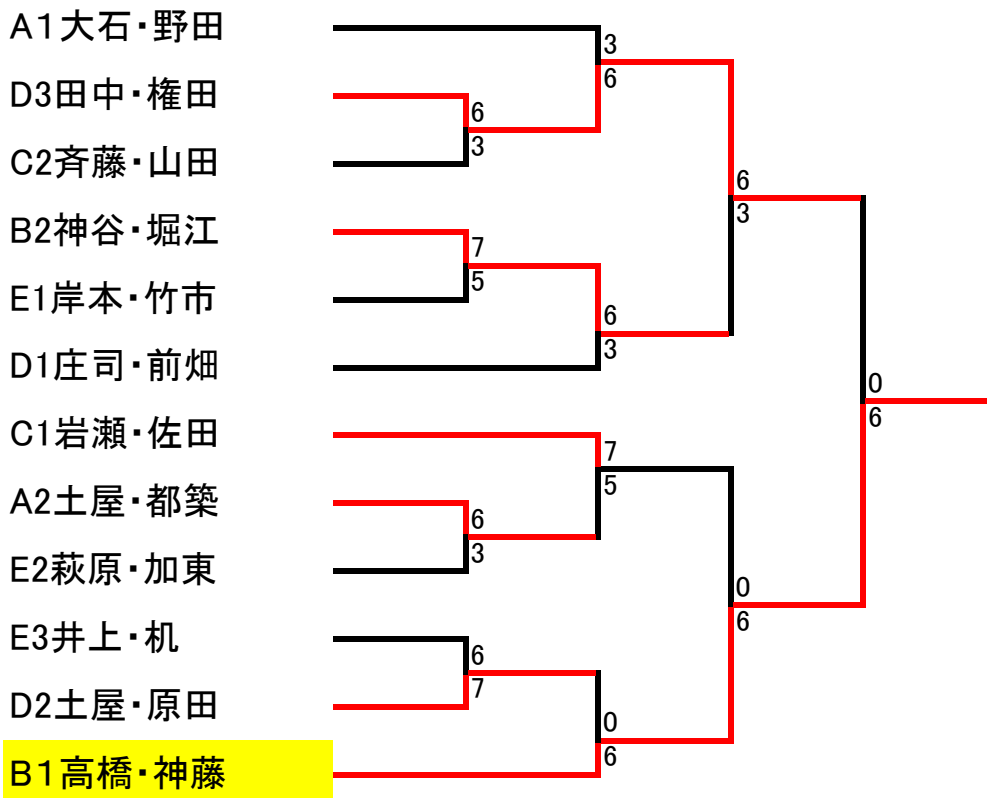 A1大石・野田
3
6
D3田中・権田
6
3
C2斉藤・山田
6
3
B2神谷・堀江
7
5
E1岸本・竹市
6
3
D1庄司・前畑
0
6
C1岩瀬・佐田
7
5
A2土屋・都築
6
3
E2萩原・加東
0
6
E3井上・机
6
7
D2土屋・原田
0
6
B1高橋・神藤